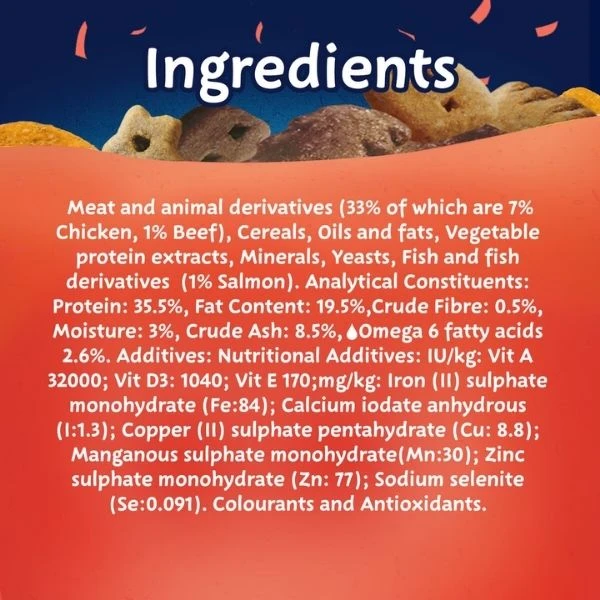 Ingredients
Meat and animal derivatives (33% of which are 7%
Chicken, 1% Beef), Cereals, Oils and fats, Vegetable
protein extracts, Minerals, Yeasts, Fish and fish
derivatives (1% Salmon). Analytical Constituents:
Protein: 35.5%, Fat Content: 19.5%,Crude Fibre: 0.5%,
Moisture: 3%, Crude Ash: 8.5%,Omega 6 fatty acids
2.6%. Additives: Nutritional Additives: IU/kg: Vit A
32000; Vit D3: 1040; Vit E 170;mg/kg: Iron (II) sulphate
monohydrate (Fe:84); Calcium iodate anhydrous
(I:1.3); Copper (II) sulphate pentahydrate (Cu: 8.8);
Manganous sulphate monohydrate(Mn:30); Zinc
sulphate monohydrate (Zn: 77); Sodium selenite
(Se:0.091). Colourants and Antioxidants.